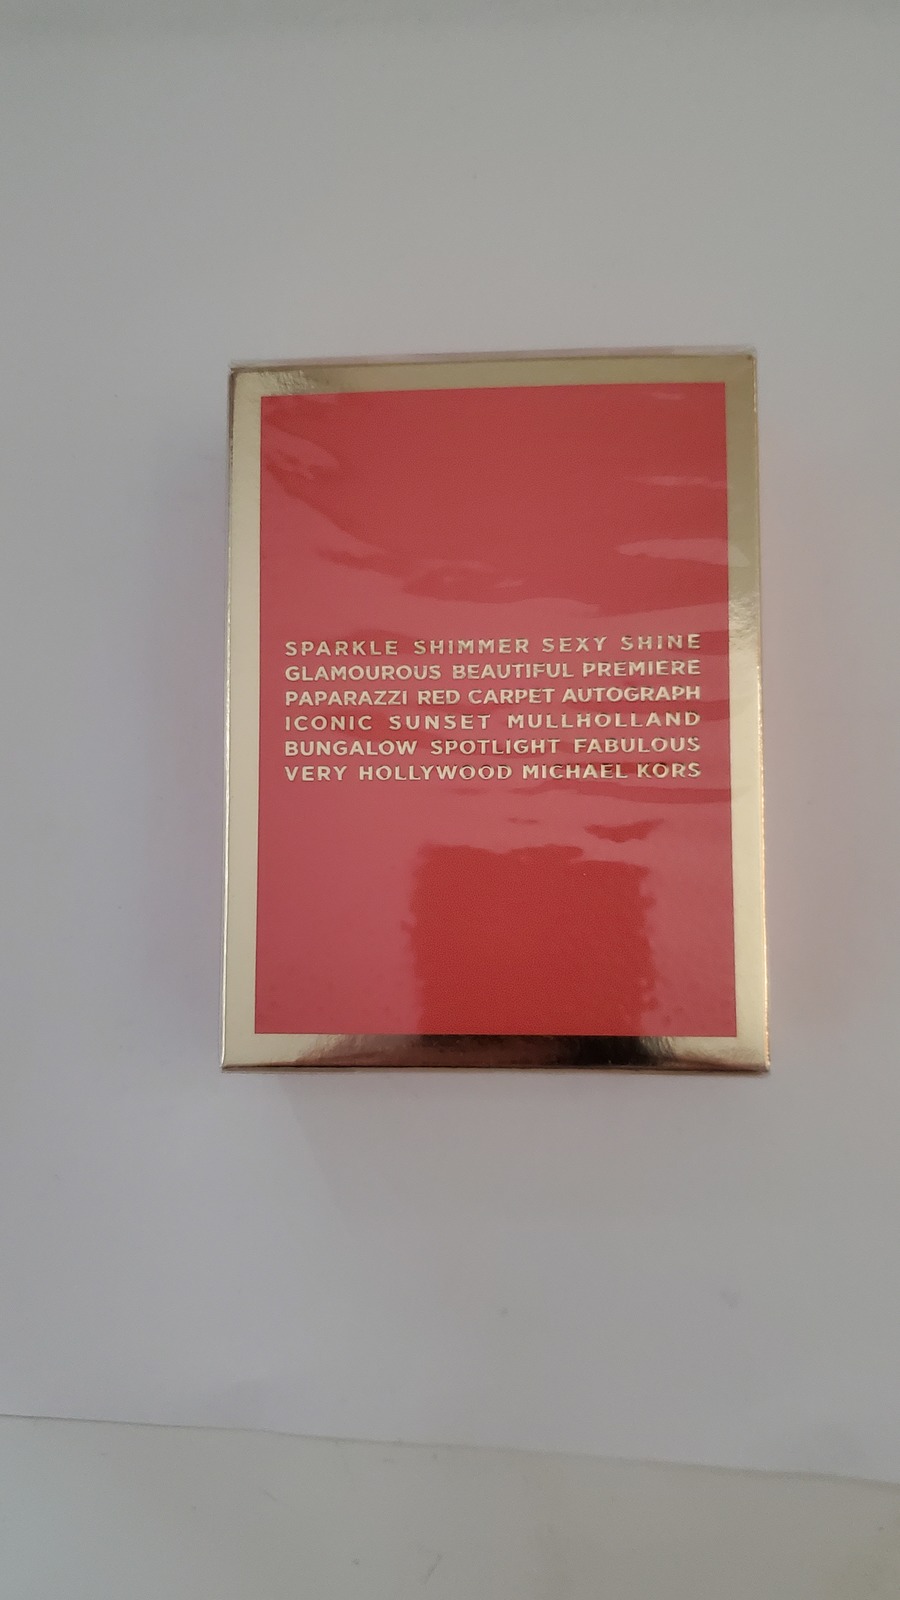 SPARKLE SHIMMER SEXY SHINE
GLAMOUROUS BEAUTIFUL PREMIERE
PAPARAZZI RED CARPET AUTOGRAPH
ICONIC SUNSET MULLHOLLAND
BUNGALOW SPOTLIGHT FABULOUS
VERY HOLLYWOOD MICHAEL KORS